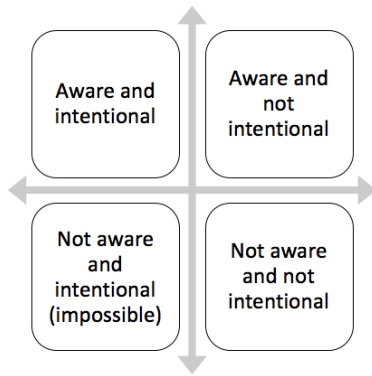 Aware and
intentional
Aware and
not
intentional
Not aware
and
intentional
(impossible)
Not aware
and not
intentional